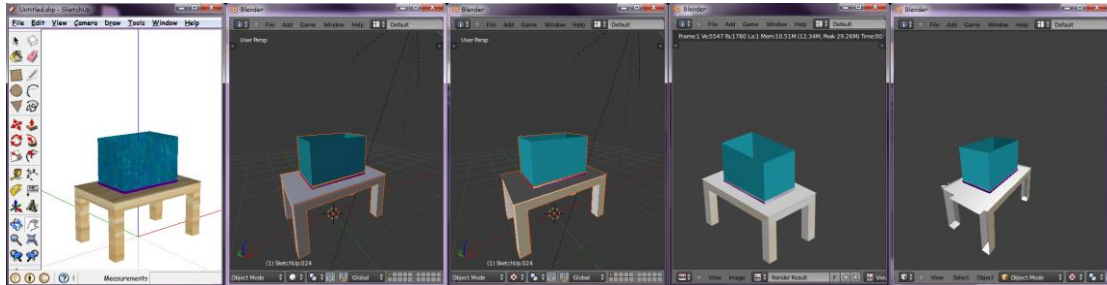 Untitled.skp - SketchUp
File Edit View Camera Draw Tools Window Help
Measurements
Blender
File Add Game Window Help Default
User Persp
(1) SketchUp.024
Object Mode Global
Blender
File Add Game Window Help Default
User Persp
(1) SketchUp.024
Object Mode Global
Blender
File Add Game Window Help Default
View Image Render Result F
Blender
File Add Game Window Help Default
View Select Object Object Mode